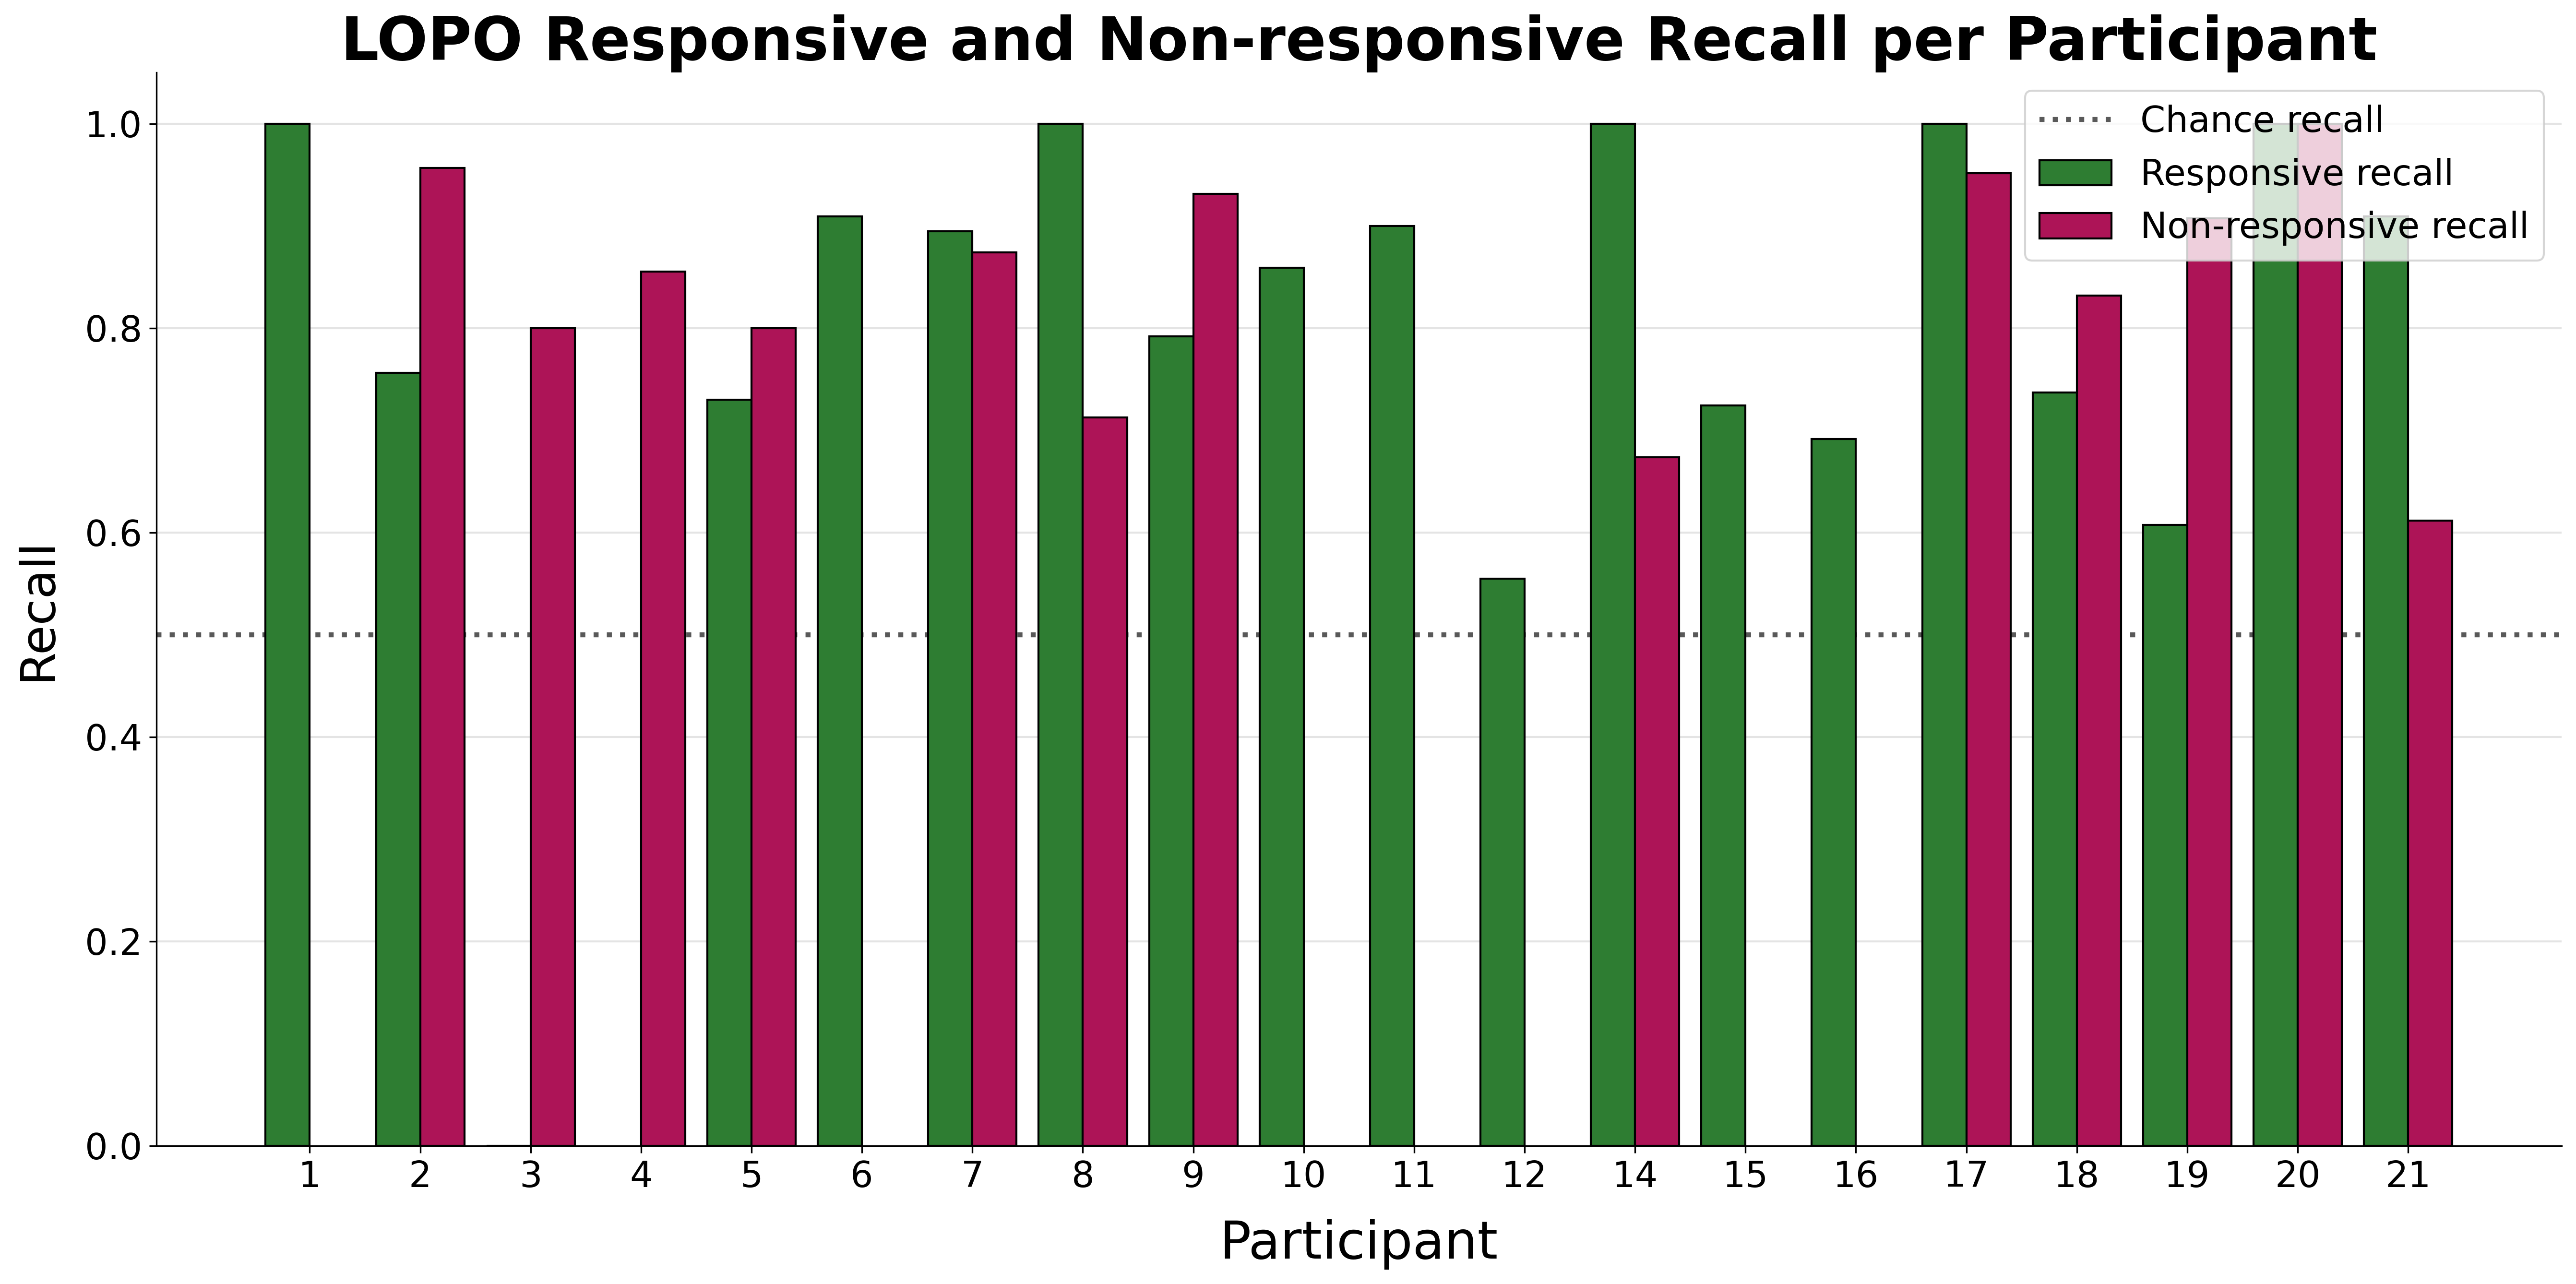 LOPO Responsive and Non-responsive Recall per Participant
Chance recall
Responsive recall
Non-responsive recall
1.0
0.8
0.6
0.4
0.2
0.0
Recall
1 2 3 4 5 6 7 8 9 10 11 12 14 15 16 17 18 19 20 21
Participant